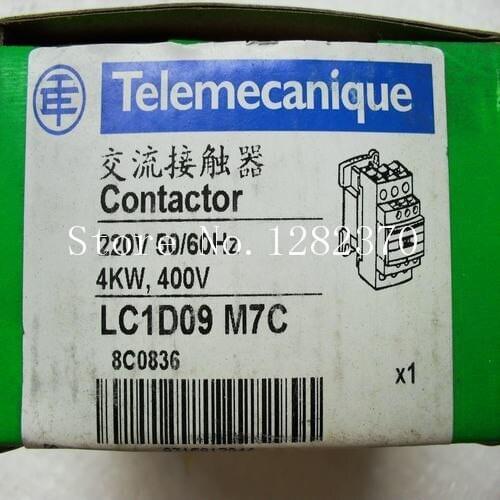 Telemecanique
交流接触器
Contactor
220V 50/60Hz
4KW, 400V
LC1D09 M7C
8C0836
x1
Store No. 1282370